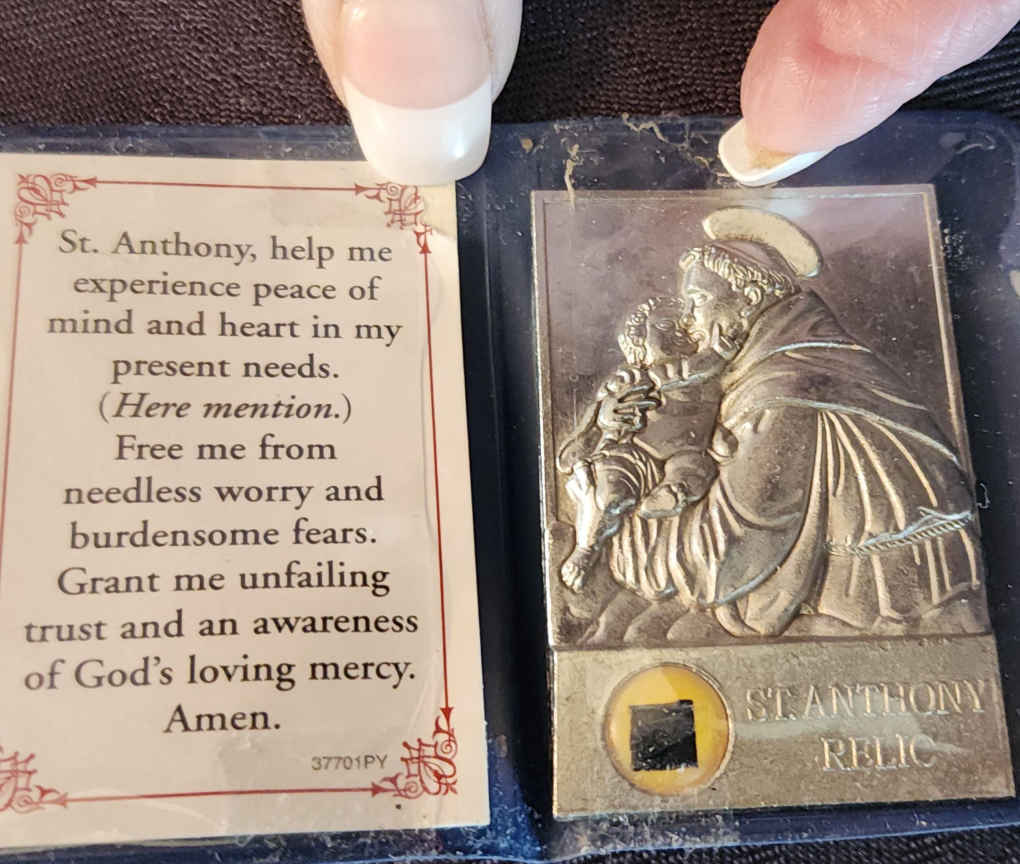 St. Anthony, help me
experience peace of
mind and heart in my
present needs.
(Here mention.)
Free me from
needless worry and
burdensome fears.
Grant me unfailing
trust and an awareness
of God's loving mercy.
Amen.
37701PY
ST. ANTHONY
RELIC